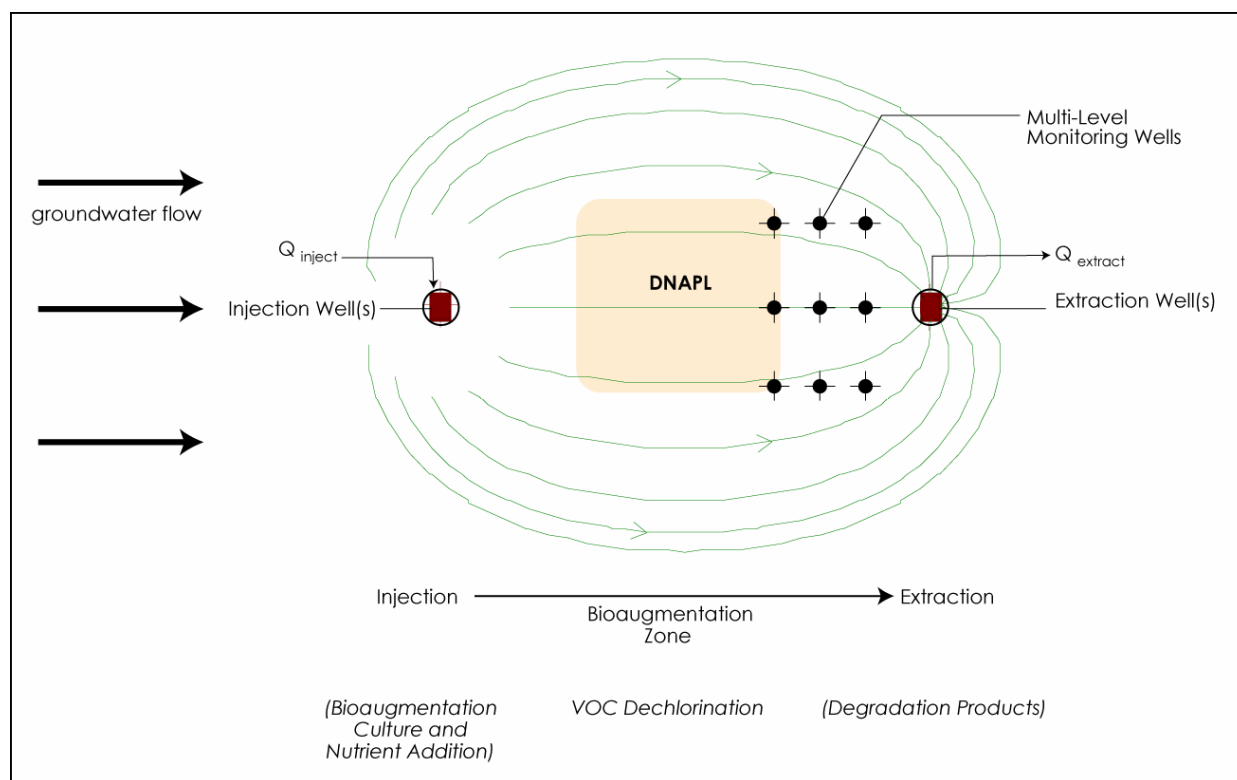 Multi-Level
Monitoring Wells
groundwater flow
Q inject
DNAPL
Q extract
Injection Well(s)
Extraction Well(s)
Injection
Extraction
Bioaugmentation
Zone
(Bioaugmentation
Culture and
Nutrient Addition)
VOC Dechlorination
(Degradation Products)